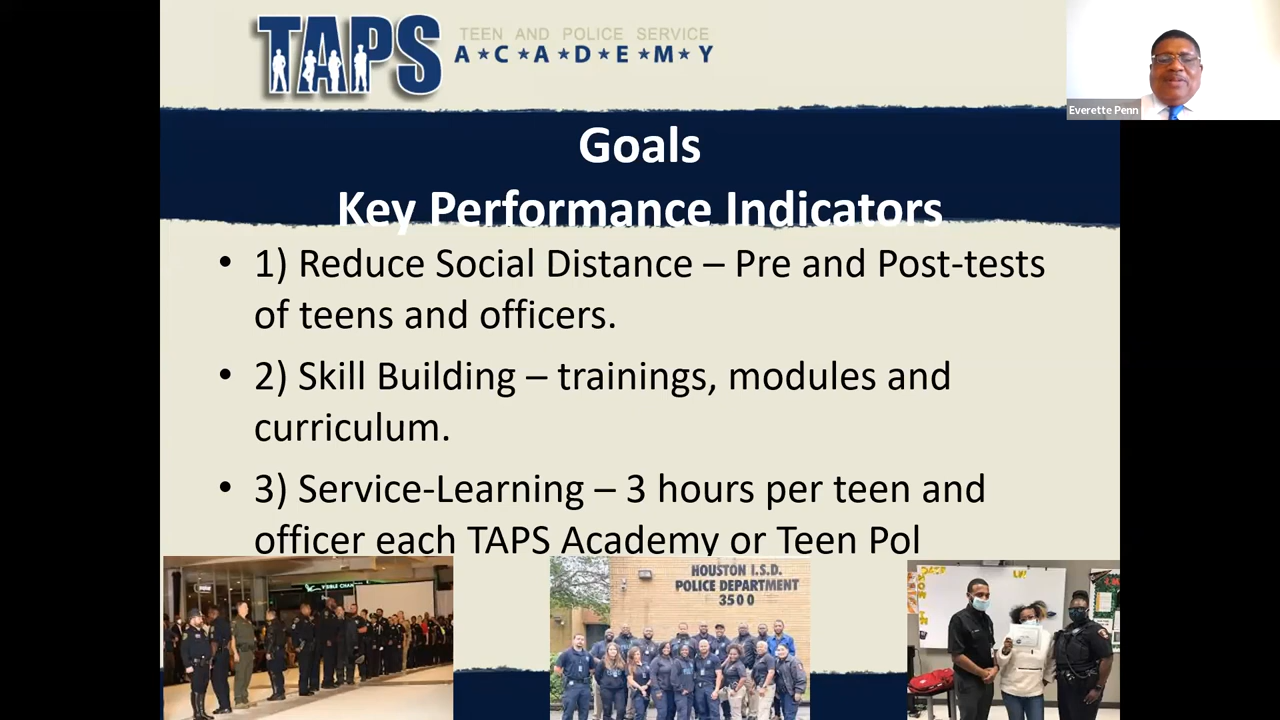 TAPS
TEEN AND POLICE SERVICE
A★C★A★D★E★M★Y
Everette Penn
Goals
Key Performance Indicators
• 1) Reduce Social Distance – Pre and Post-tests
of teens and officers.
• 2) Skill Building – trainings, modules and
curriculum.
• 3) Service-Learning – 3 hours per teen and
officer each TAPS Academy or Teen Pol
HOUSTON I.S.D.
POLICE DEPARTMENT
3500